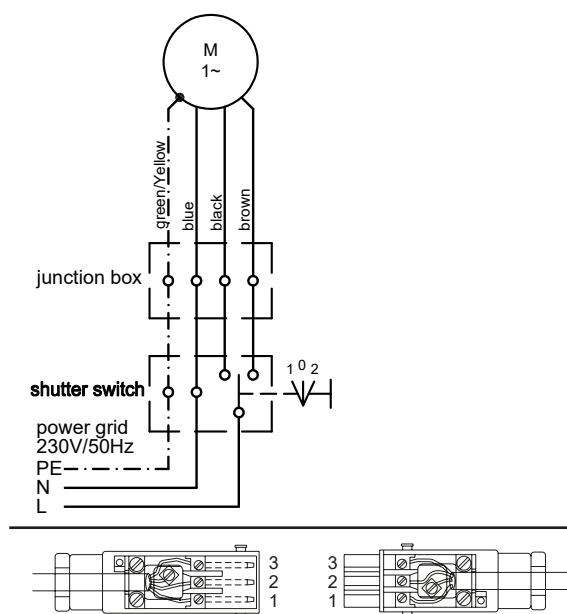 M
1~
green/Yellow
blue
black
brown
junction box
1 0 2
shutter switch
power grid
230V/50Hz
PE
N
L
3
2
1
3
2
1